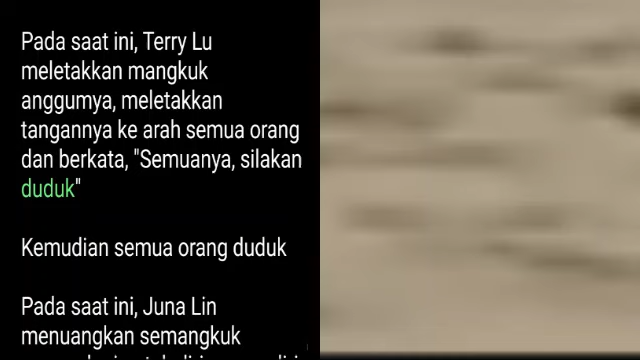 Pada saat ini, Terry Lu
meletakkan mangkuk
anggumya, meletakkan
tangannya ke arah semua orang
dan berkata, "Semuanya, silakan
duduk"
Kemudian semua orang duduk
Pada saat ini, Juna Lin
menuangkan semangkuk